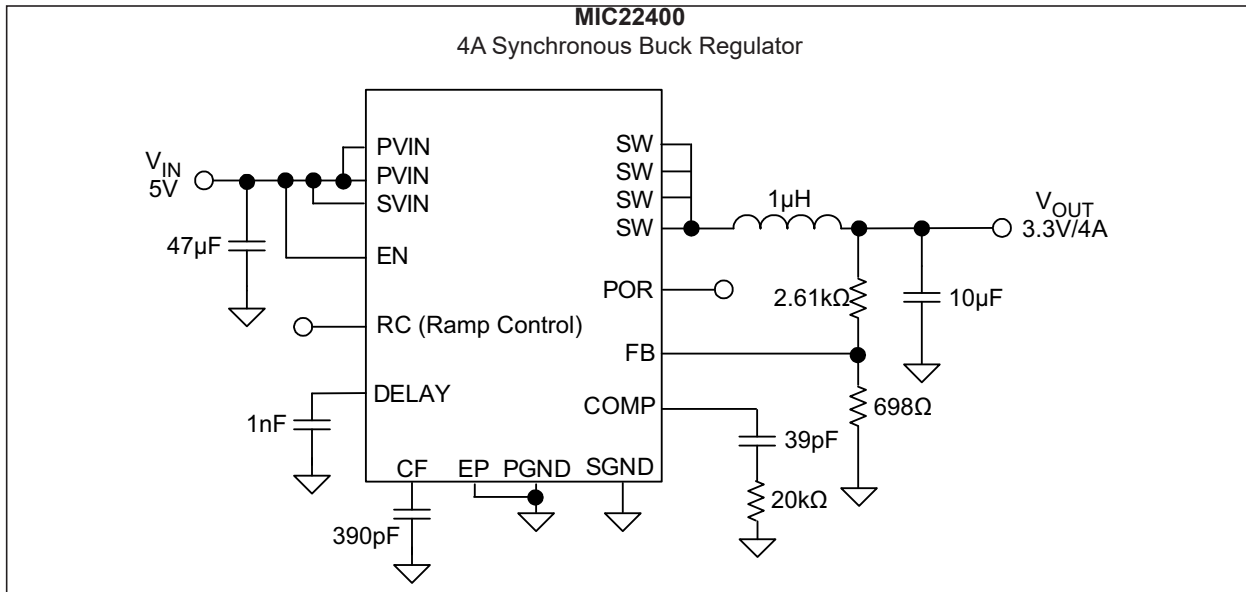 MIC22400
4A Synchronous Buck Regulator
V_IN
5V
47µF
PVIN
PVIN
SVIN
EN
RC (Ramp Control)
DELAY
1nF
CF
EP
PGND
SGND
390pF
SW
SW
SW
SW
POR
FB
COMP
1µH
V_OUT
3.3V/4A
2.61kΩ
10µF
698Ω
39pF
20kΩ